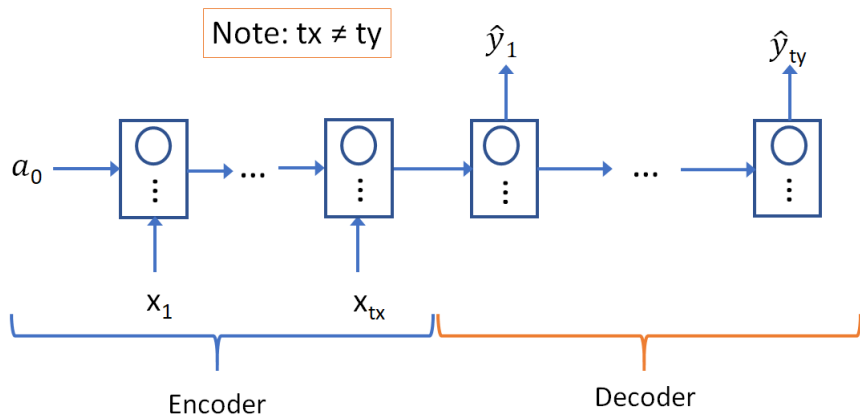 Note: tx ≠ ty
ŷ₁
ŷty
a₀
...
...
x₁
xtx
Encoder
Decoder